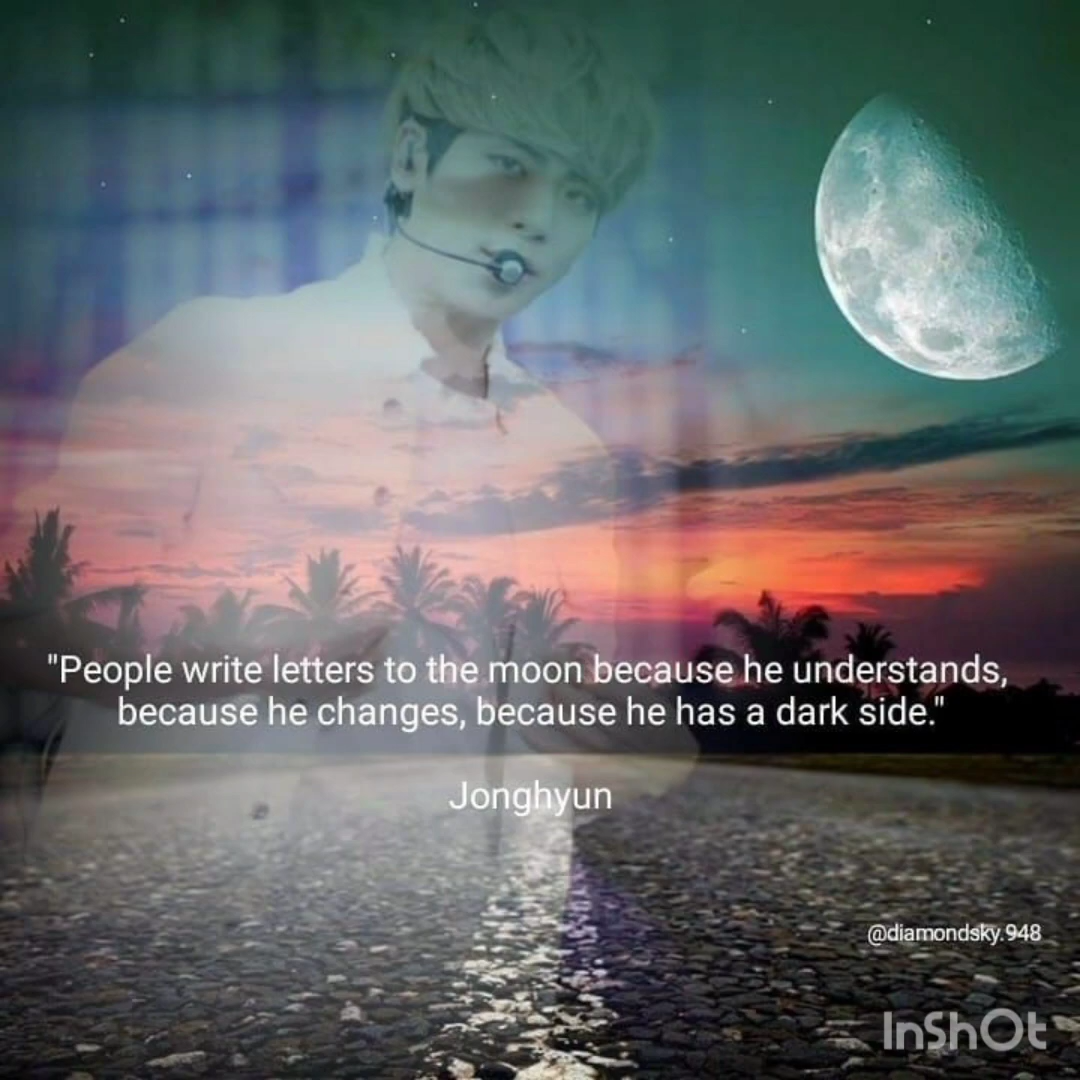 "People write letters to the moon because he understands,
because he changes, because he has a dark side."
Jonghyun
@diamondsky.948
InShOt